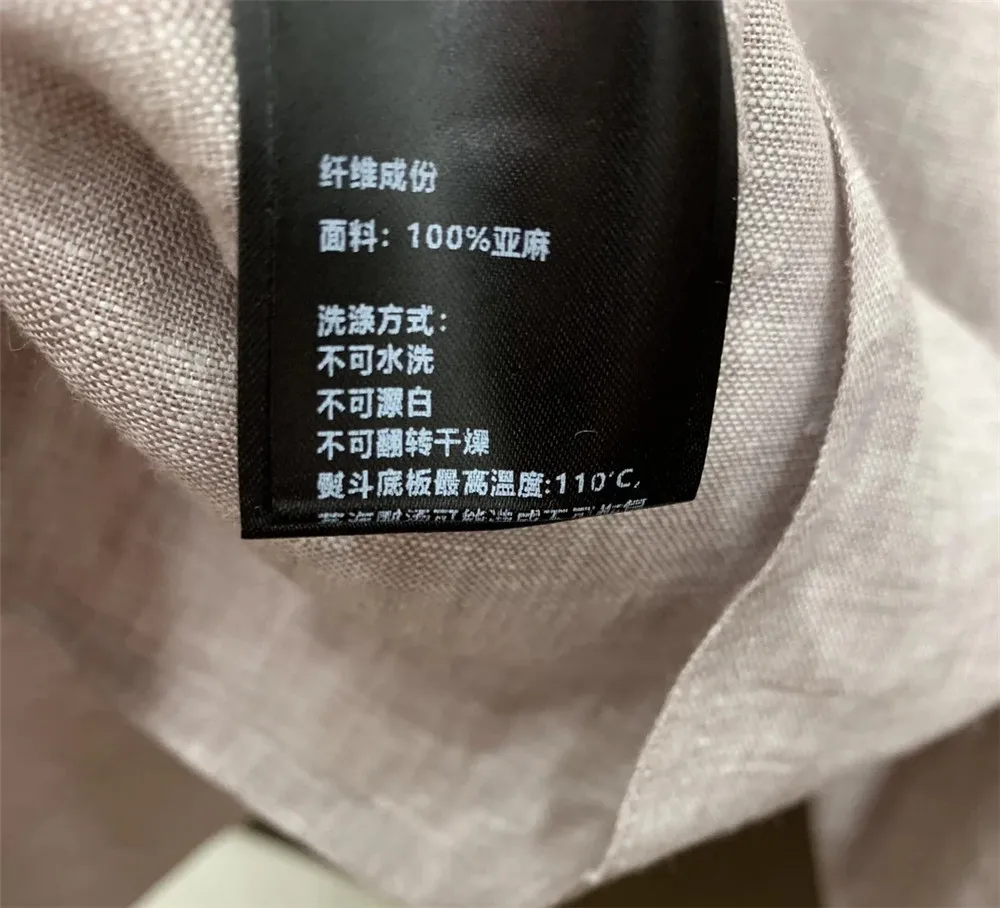 纤维成份
面料：100%亚麻
洗涤方式：
不可水洗
不可漂白
不可翻转干燥
熨斗底板最高温度:110℃,